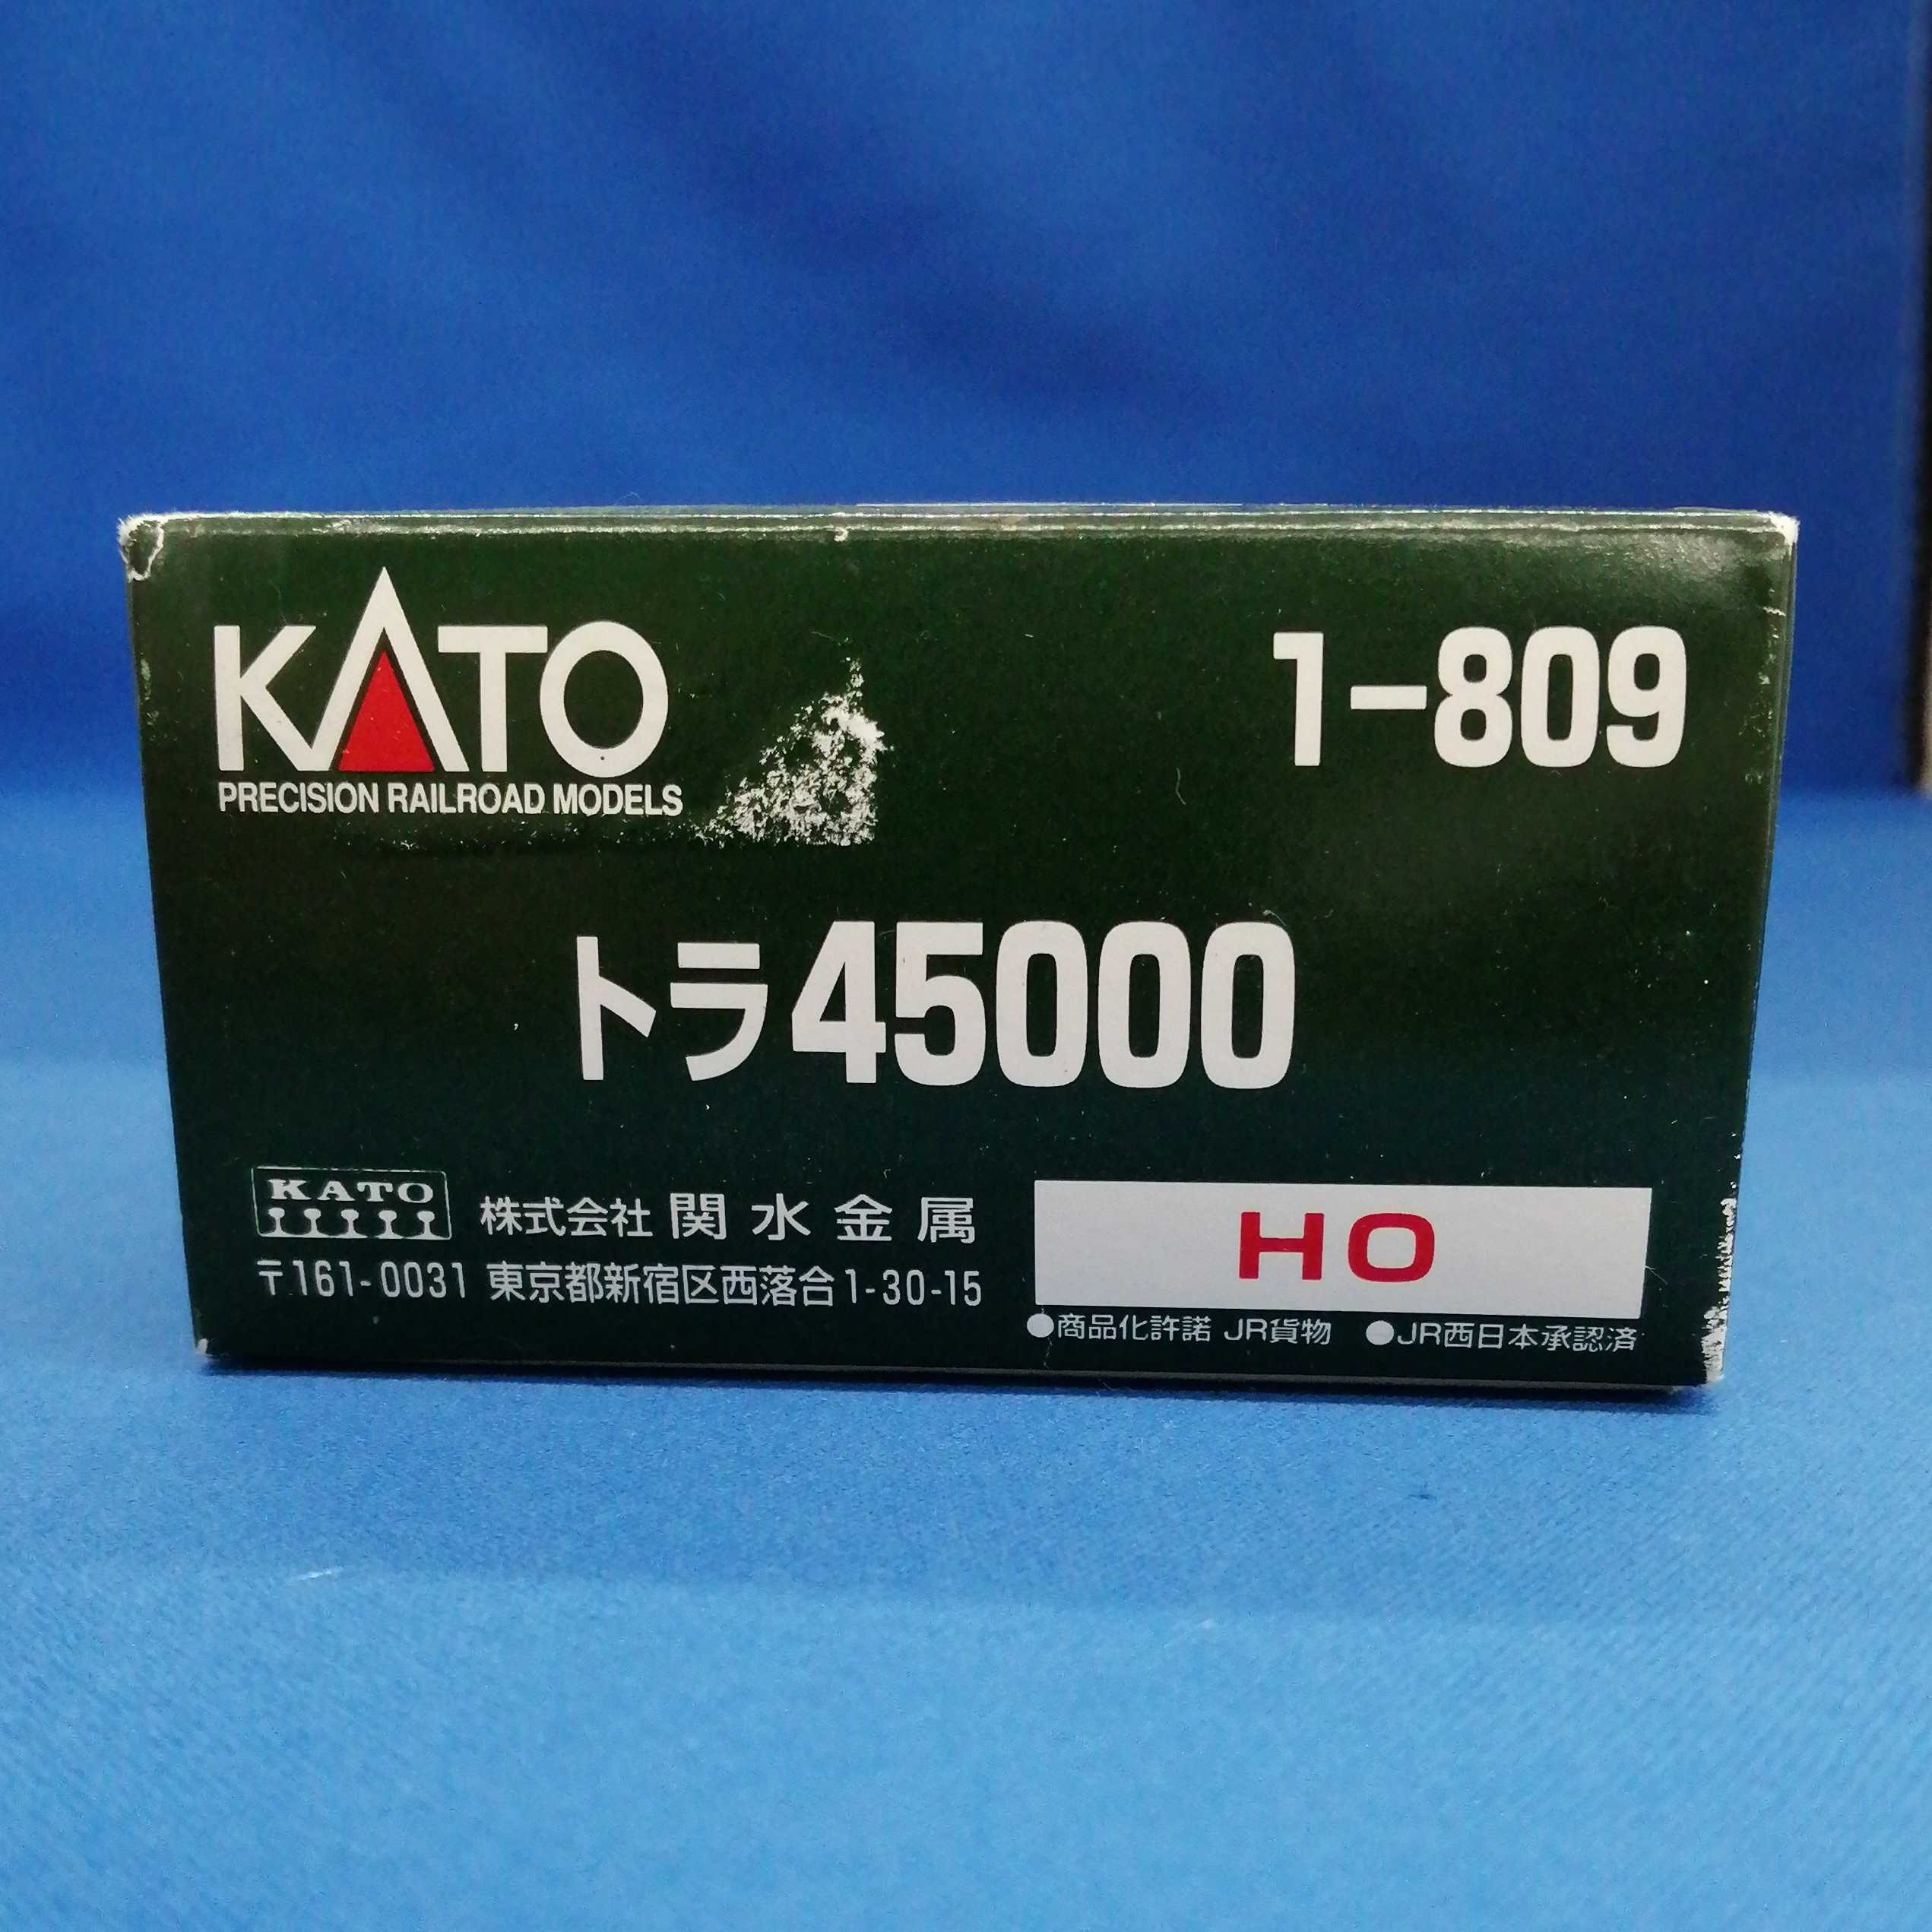 KATO
PRECISION RAILROAD MODELS
1-809
トラ45000
KATO
株式会社 関水金属
〒161-0031 東京都新宿区西落合1-30-15
HO
●商品化許諾 JR貨物 ●JR西日本承認済